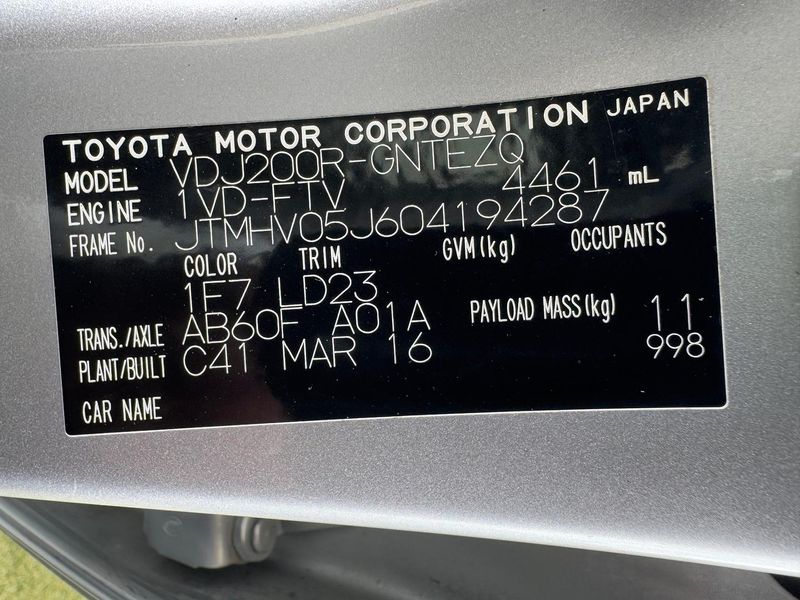 TOYOTA MOTOR CORPORATION JAPAN
MODEL VDJ200R-GNTEZQ
ENGINE 1VD-FTV 4461 mL
FRAME No. JTMHV05J604194287
COLOR TRIM GVM(kg) OCCUPANTS
1F7 LD23
TRANS./AXLE AB60F A01A PAYLOAD MASS(kg) 11
PLANT/BUILT C41 MAR 16 998
CAR NAME